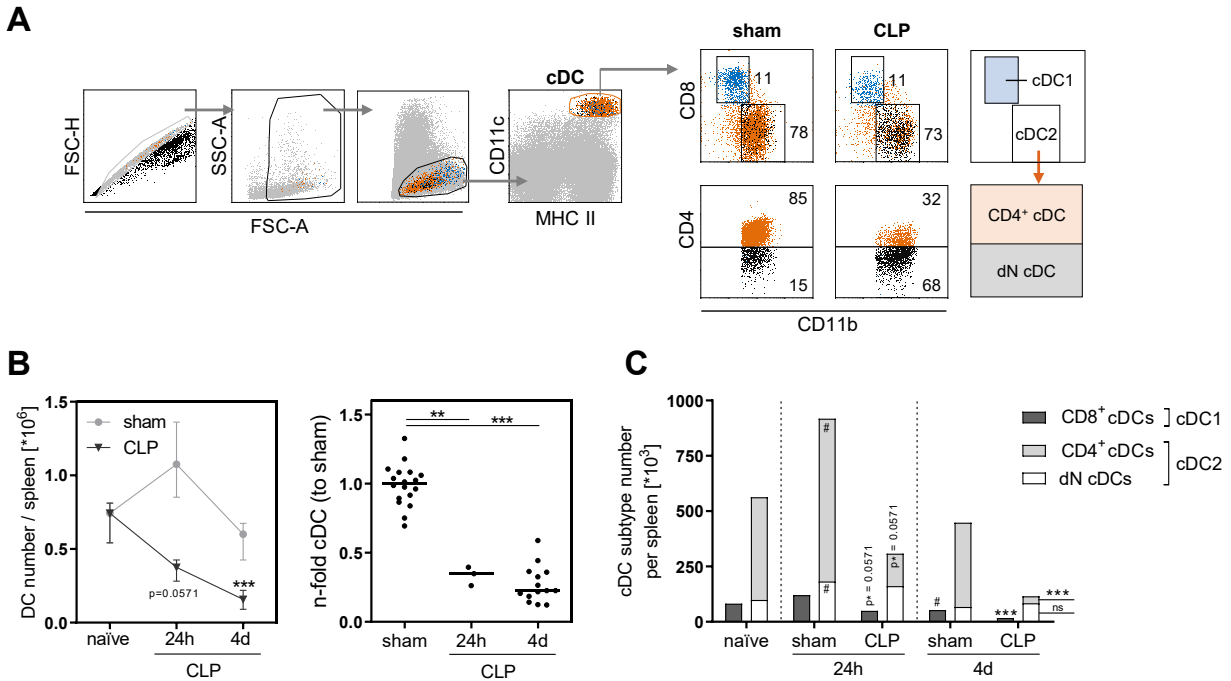 A
sham
CLP
cDC
FSC-H
SSC-A
CD11c
CD8
11
78
11
73
cDC1
cDC2
FSC-A
MHC II
CD4
85
15
32
68
CD4⁺ cDC
dN cDC
CD11b
B
DC number / spleen [*10⁶]
1.5
1.0
0.5
0.0
sham
CLP
p=0.0571
***
naïve
24h
4d
CLP
n-fold cDC (to sham)
1.5
1.0
0.5
0.0
**
***
sham
24h
4d
CLP
C
cDC subtype number
per spleen [*10³]
1000
750
500
250
0
#
#
p* = 0.0571
p* = 0.0571
#
***
***
ns
naïve
sham
CLP
sham
CLP
24h
4d
CD8⁺ cDCs
cDC1
CD4⁺ cDCs
cDC2
dN cDCs